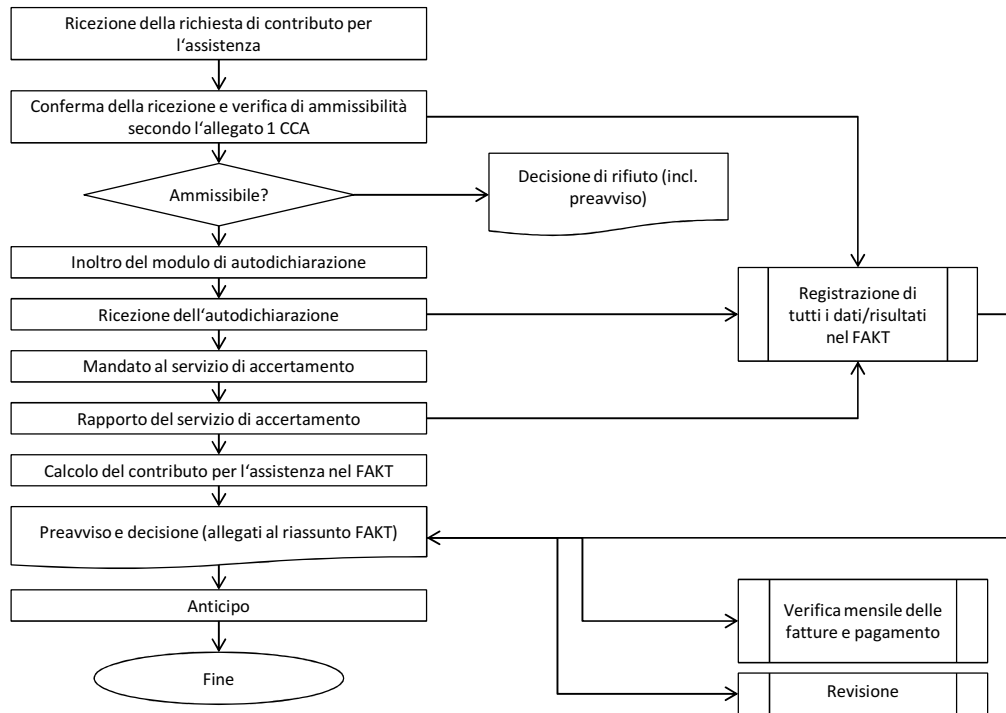 Ricezione della richiesta di contributo per
l‘assistenza
Conferma della ricezione e verifica di ammissibilità
secondo l‘allegato 1 CCA
Ammissibile?
Decisione di rifiuto (incl.
preavviso)
Inoltro del modulo di autodichiarazione
Ricezione dell‘autodichiarazione
Registrazione di
tutti i dati/risultati
nel FAKT
Mandato al servizio di accertamento
Rapporto del servizio di accertamento
Calcolo del contributo per l‘assistenza nel FAKT
Preavviso e decisione (allegati al riassunto FAKT)
Anticipo
Verifica mensile delle
fatture e pagamento
Fine
Revisione